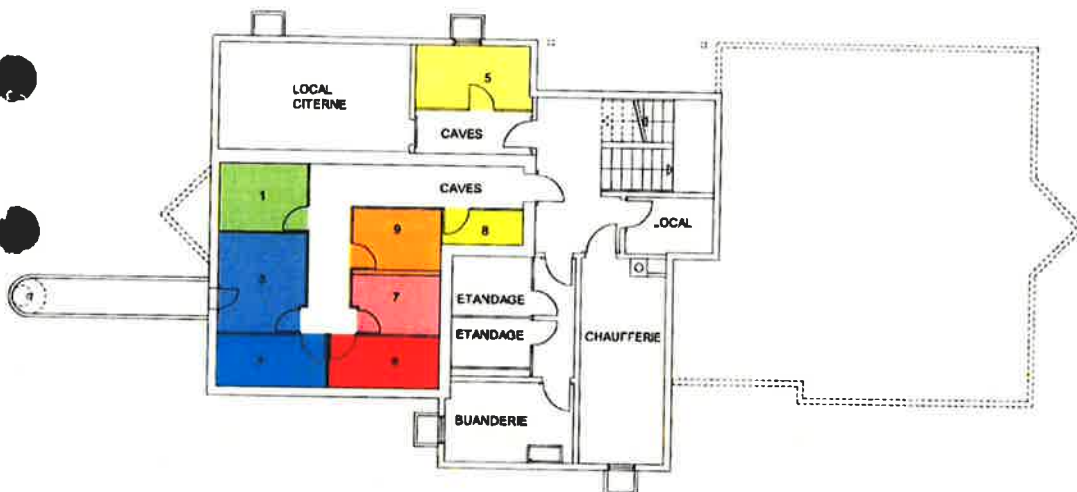 LOCAL
CITERNE
5
CAVES
CAVES
1
9
8
LOCAL
7
ETANDAGE
ETANDAGE
CHAUFFERIE
BUANDERIE